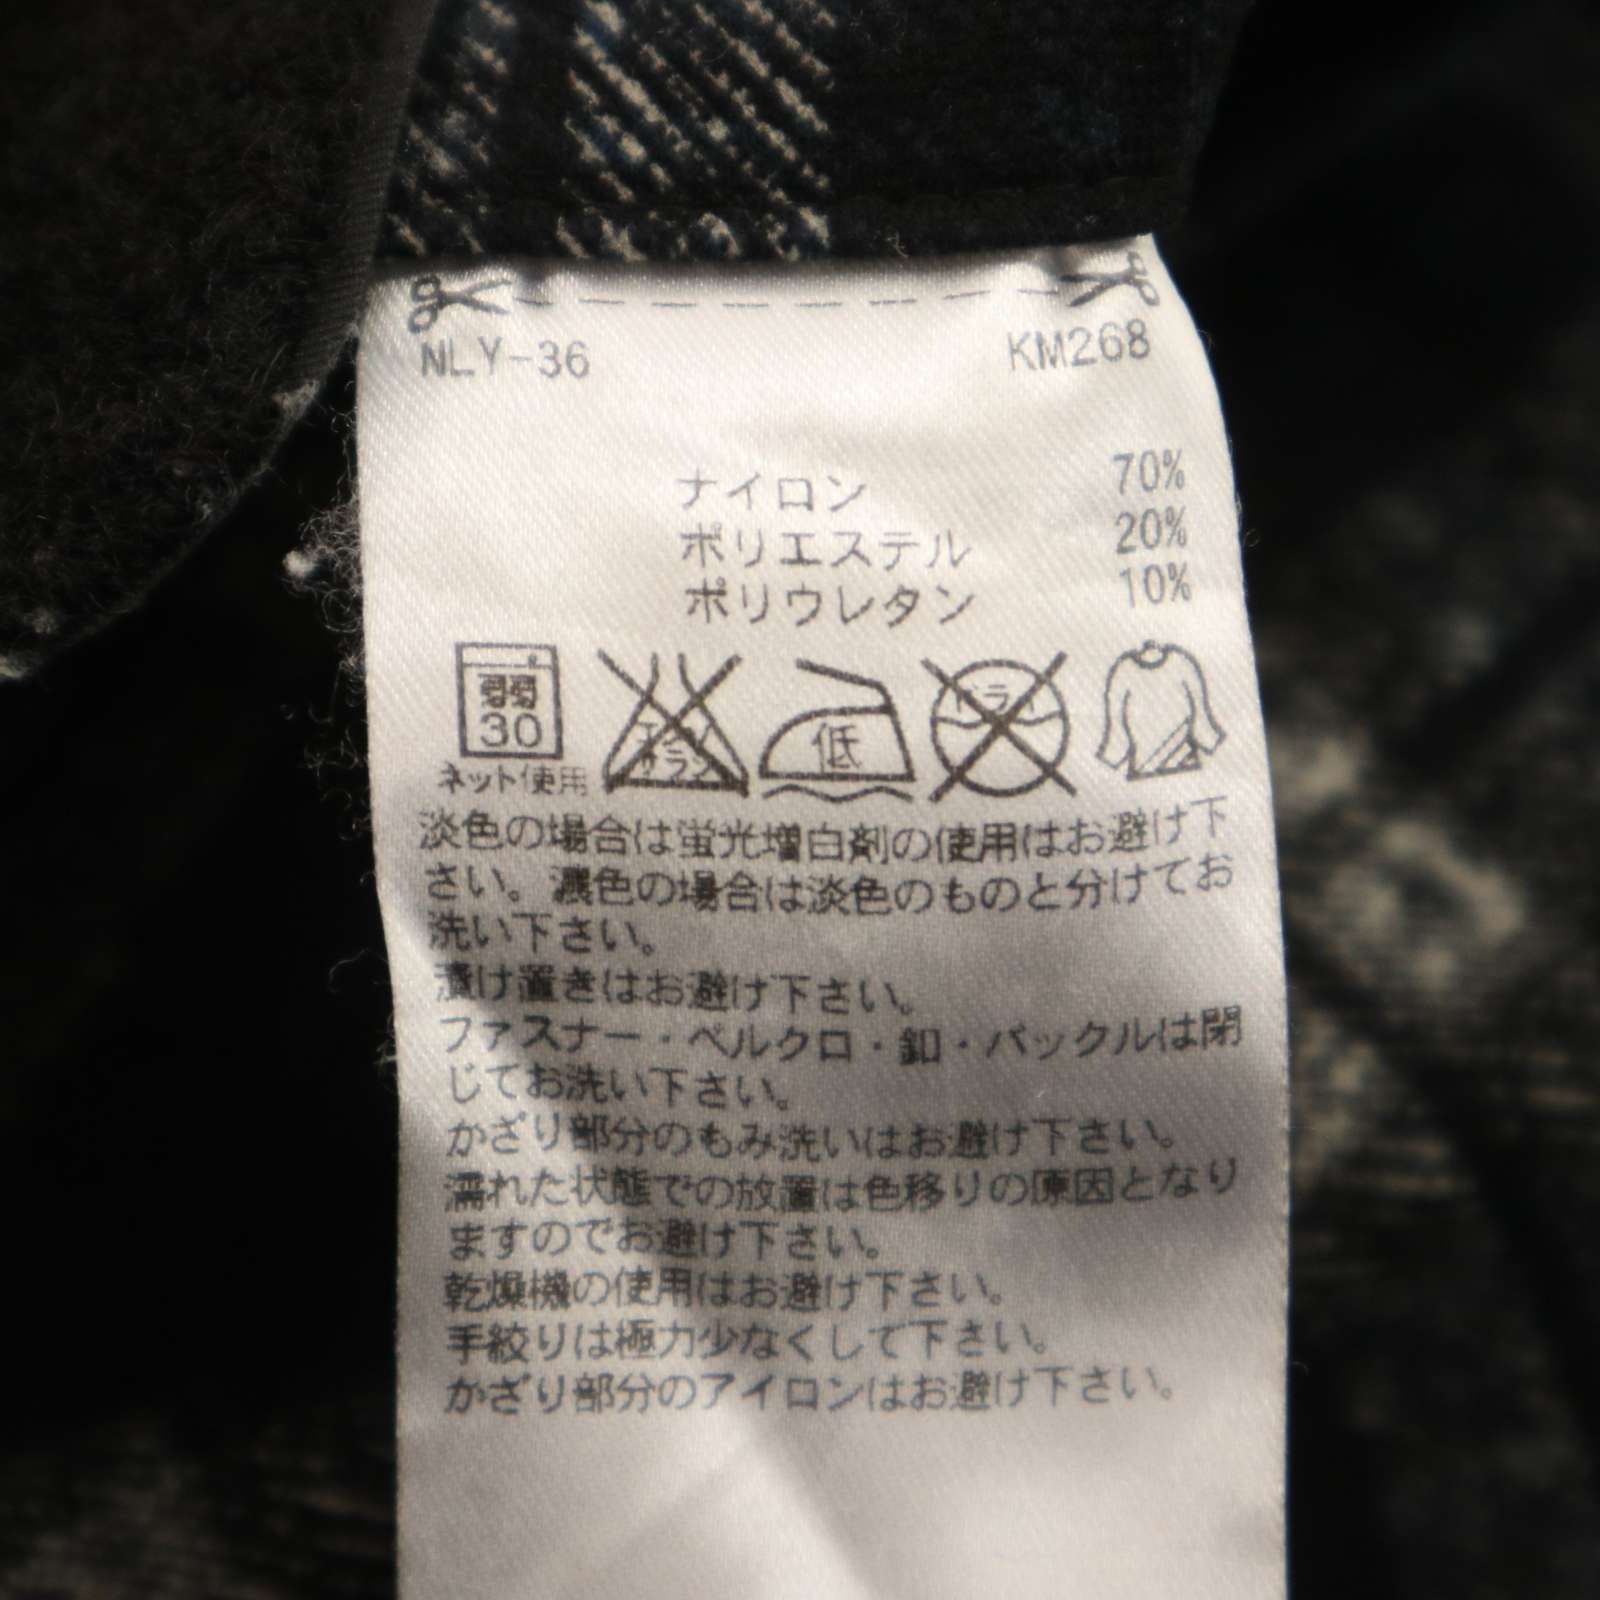 NLY-36 KM268
ナイロン 70%
ポリエステル 20%
ポリウレタン 10%
弱 30 エンソ サラシ 低 ドライ
ネット使用
淡色の場合は蛍光増白剤の使用はお避け下
さい。濃色の場合は淡色のものと分けてお
洗い下さい。
漬け置きはお避け下さい。
ファスナー・ベルクロ・釦・バックルは閉
じてお洗い下さい。
かざり部分のもみ洗いはお避け下さい。
濡れた状態での放置は色移りの原因となり
ますのでお避け下さい。
乾燥機の使用はお避け下さい。
手絞りは極力少なくして下さい。
かざり部分のアイロンはお避け下さい。